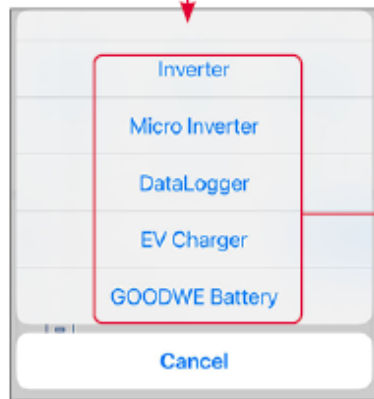 Inverter
Micro Inverter
DataLogger
EV Charger
GOODWE Battery
Cancel